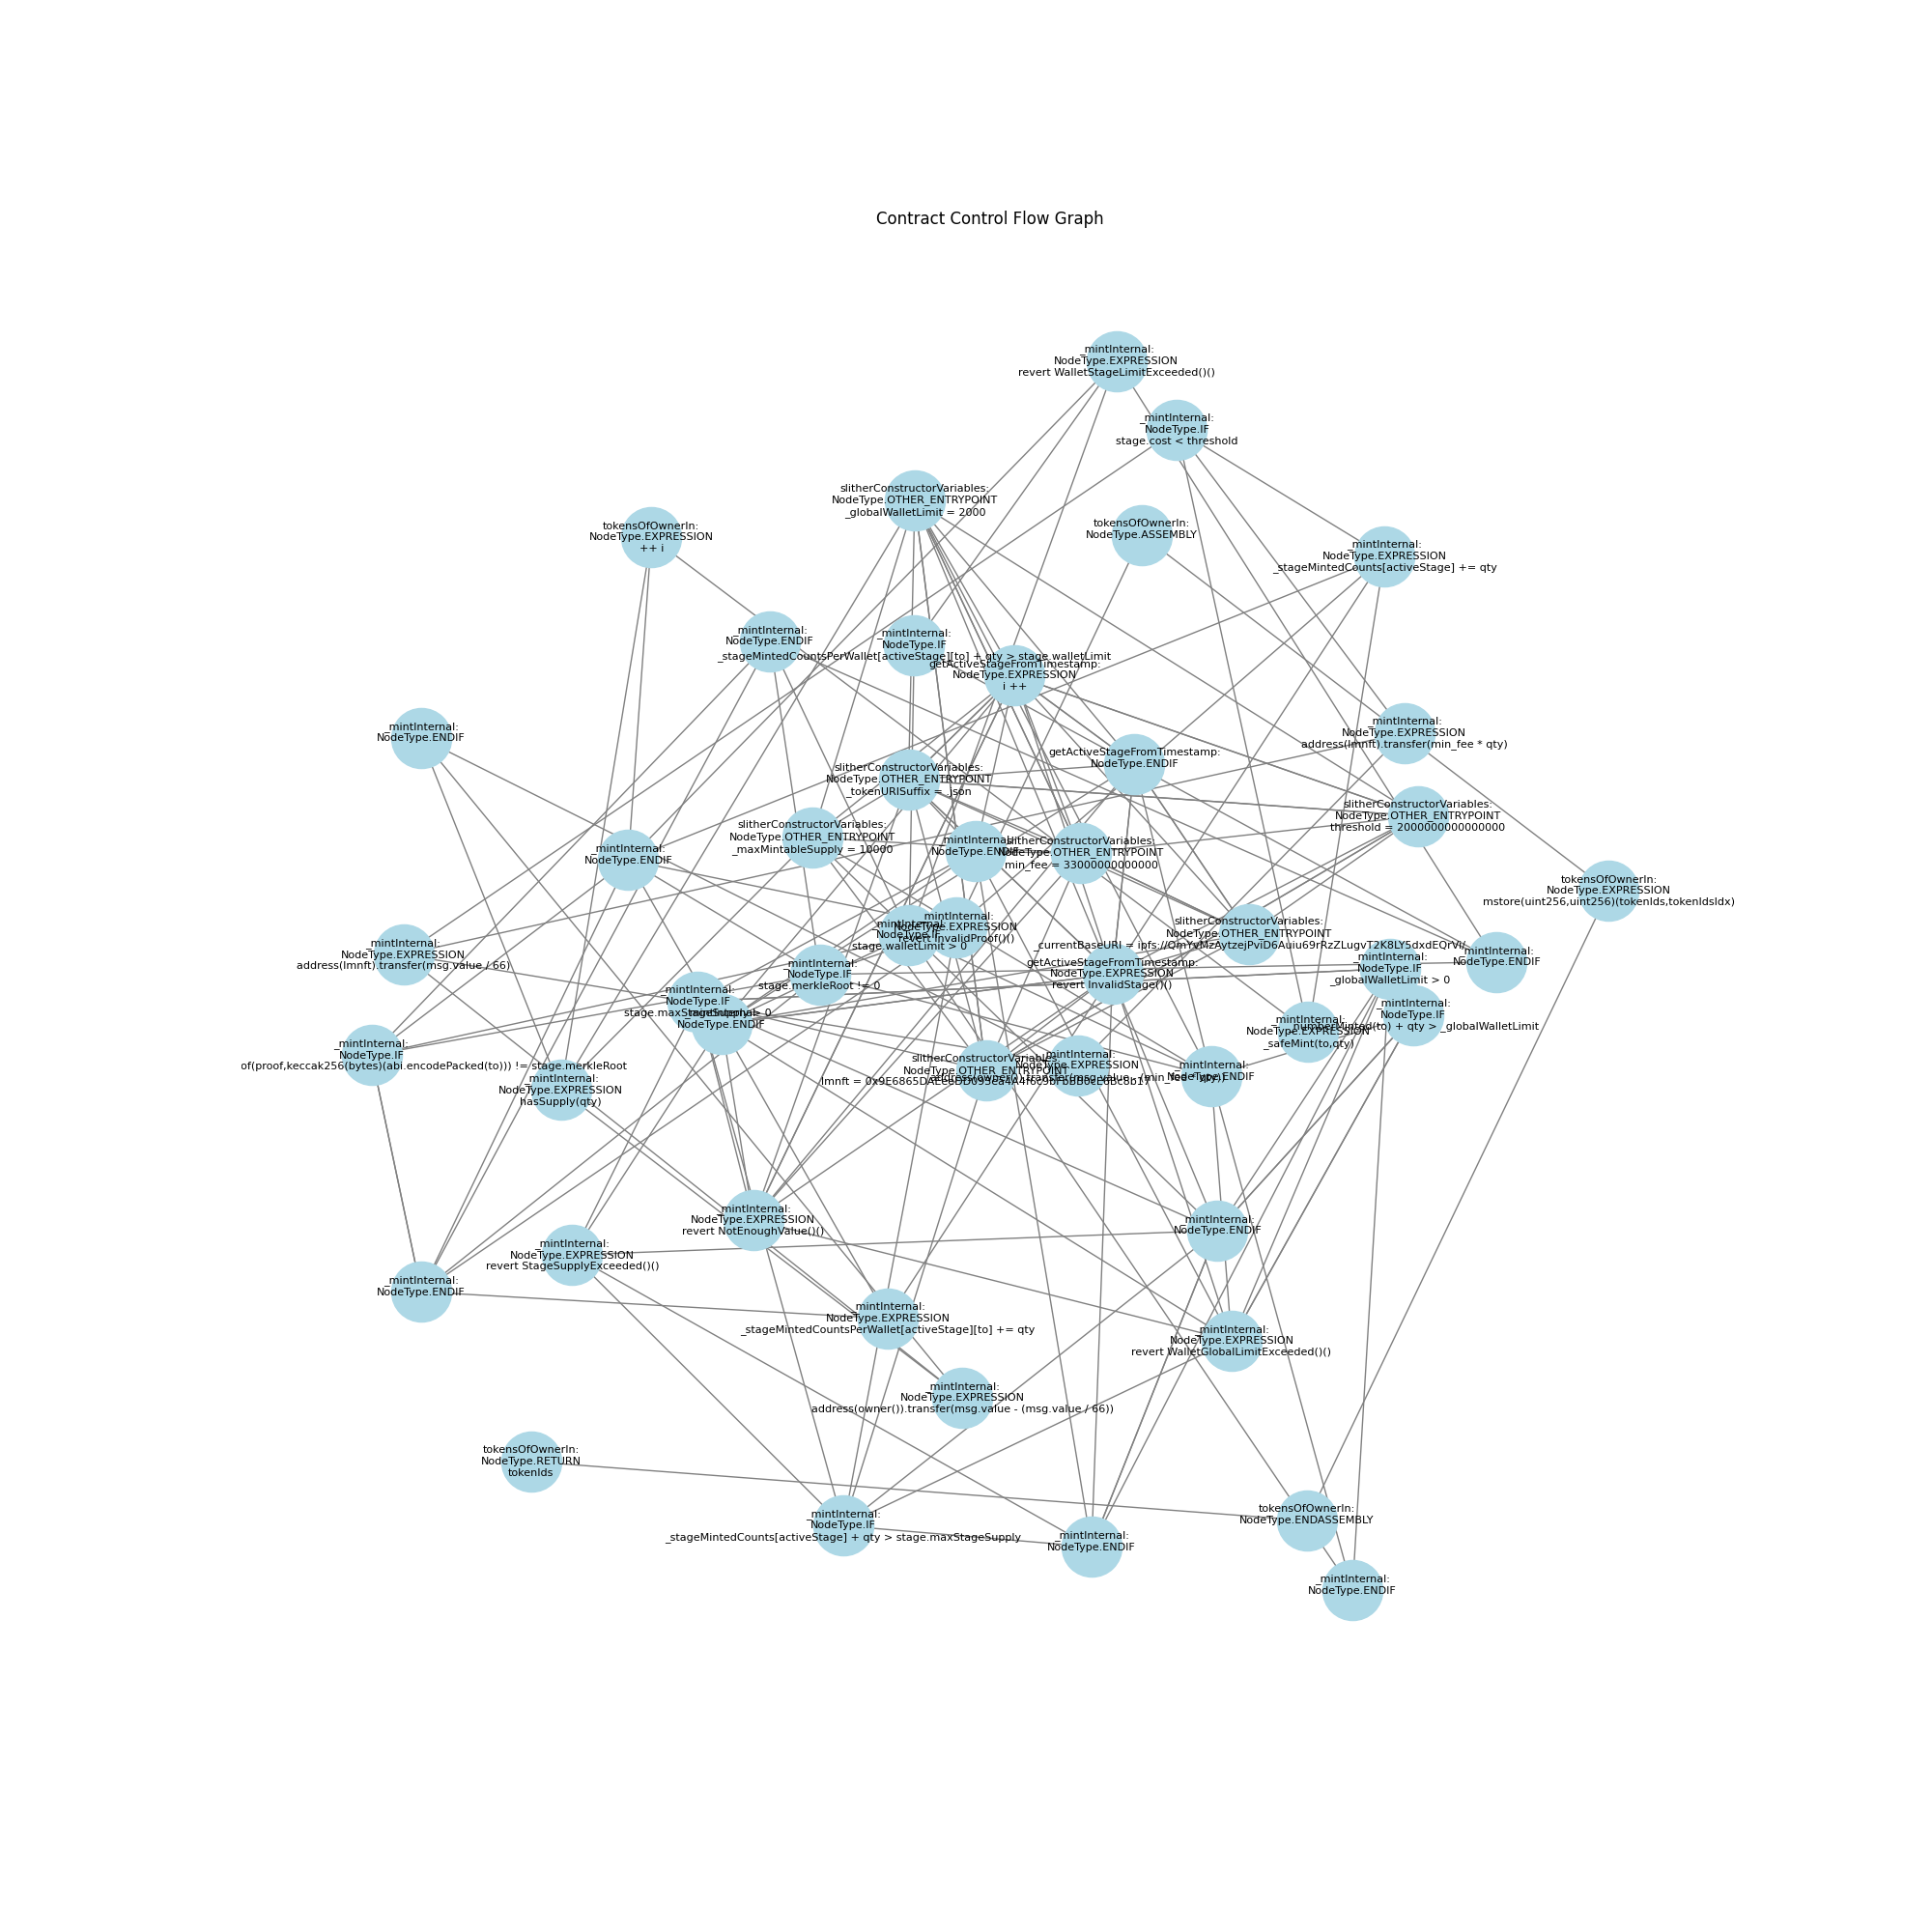 Contract Control Flow Graph
_mintInternal:
NodeType.EXPRESSION
revert WalletStageLimitExceeded()()
_mintInternal:
NodeType.IF
stage.cost < threshold
slitherConstructorVariables:
NodeType.OTHER_ENTRYPOINT
_globalWalletLimit = 2000
tokensOfOwnerIn:
NodeType.EXPRESSION
++ i
tokensOfOwnerIn:
NodeType.ASSEMBLY
_mintInternal:
NodeType.EXPRESSION
_stageMintedCounts[activeStage] += qty
_mintInternal:
NodeType.ENDIF
_mintInternal:
NodeType.IF
_stageMintedCountsPerWallet[activeStage][to] + qty > stage.walletLimit
getActiveStageFromTimestamp:
NodeType.EXPRESSION
i ++
_mintInternal:
NodeType.ENDIF
_mintInternal:
NodeType.EXPRESSION
address(lmnft).transfer(min_fee * qty)
getActiveStageFromTimestamp:
NodeType.ENDIF
slitherConstructorVariables:
NodeType.OTHER_ENTRYPOINT
_tokenURISuffix = .json
slitherConstructorVariables:
NodeType.OTHER_ENTRYPOINT
threshold = 2000000000000000
slitherConstructorVariables:
NodeType.OTHER_ENTRYPOINT
_maxMintableSupply = 10000
_mintInternal:
NodeType.ENDIF
_mintInternal:
NodeType.ENDIF
slitherConstructorVariables:
NodeType.OTHER_ENTRYPOINT
min_fee = 33000000000000
tokensOfOwnerIn:
NodeType.EXPRESSION
mstore(uint256,uint256)(tokenIds,tokenIdsIdx)
_mintInternal:
NodeType.IF
stage.walletLimit > 0
_mintInternal:
NodeType.EXPRESSION
revert InvalidProof()()
slitherConstructorVariables:
NodeType.OTHER_ENTRYPOINT
_mintInternal:
NodeType.EXPRESSION
address(lmnft).transfer(msg.value / 66)
_mintInternal:
NodeType.ENDIF
_mintInternal:
NodeType.IF
_globalWalletLimit > 0
getActiveStageFromTimestamp:
NodeType.EXPRESSION
revert InvalidStage()()
_mintInternal:
NodeType.IF
stage.merkleRoot != 0
_mintInternal:
NodeType.IF
stage.maxStageSupply > 0
_mintInternal:
NodeType.ENDIF
_mintInternal:
NodeType.IF
_numberMinted(to) + qty > _globalWalletLimit
_mintInternal:
NodeType.EXPRESSION
_safeMint(to,qty)
_mintInternal:
NodeType.IF
of(proof,keccak256(bytes)(abi.encodePacked(to))) != stage.merkleRoot
slitherConstructorVariables:
NodeType.OTHER_ENTRYPOINT
_mintInternal:
NodeType.EXPRESSION
_mintInternal:
NodeType.ENDIF
_mintInternal:
NodeType.EXPRESSION
hasSupply(qty)
_mintInternal:
NodeType.EXPRESSION
revert NotEnoughValue()()
_mintInternal:
NodeType.ENDIF
_mintInternal:
NodeType.EXPRESSION
revert StageSupplyExceeded()()
_mintInternal:
NodeType.ENDIF
_mintInternal:
NodeType.EXPRESSION
_stageMintedCountsPerWallet[activeStage][to] += qty
_mintInternal:
NodeType.EXPRESSION
revert WalletGlobalLimitExceeded()()
_mintInternal:
NodeType.EXPRESSION
address(owner()).transfer(msg.value - (msg.value / 66))
tokensOfOwnerIn:
NodeType.RETURN
tokenIds
_mintInternal:
NodeType.IF
_stageMintedCounts[activeStage] + qty > stage.maxStageSupply
_mintInternal:
NodeType.ENDIF
tokensOfOwnerIn:
NodeType.ENDASSEMBLY
_mintInternal:
NodeType.ENDIF